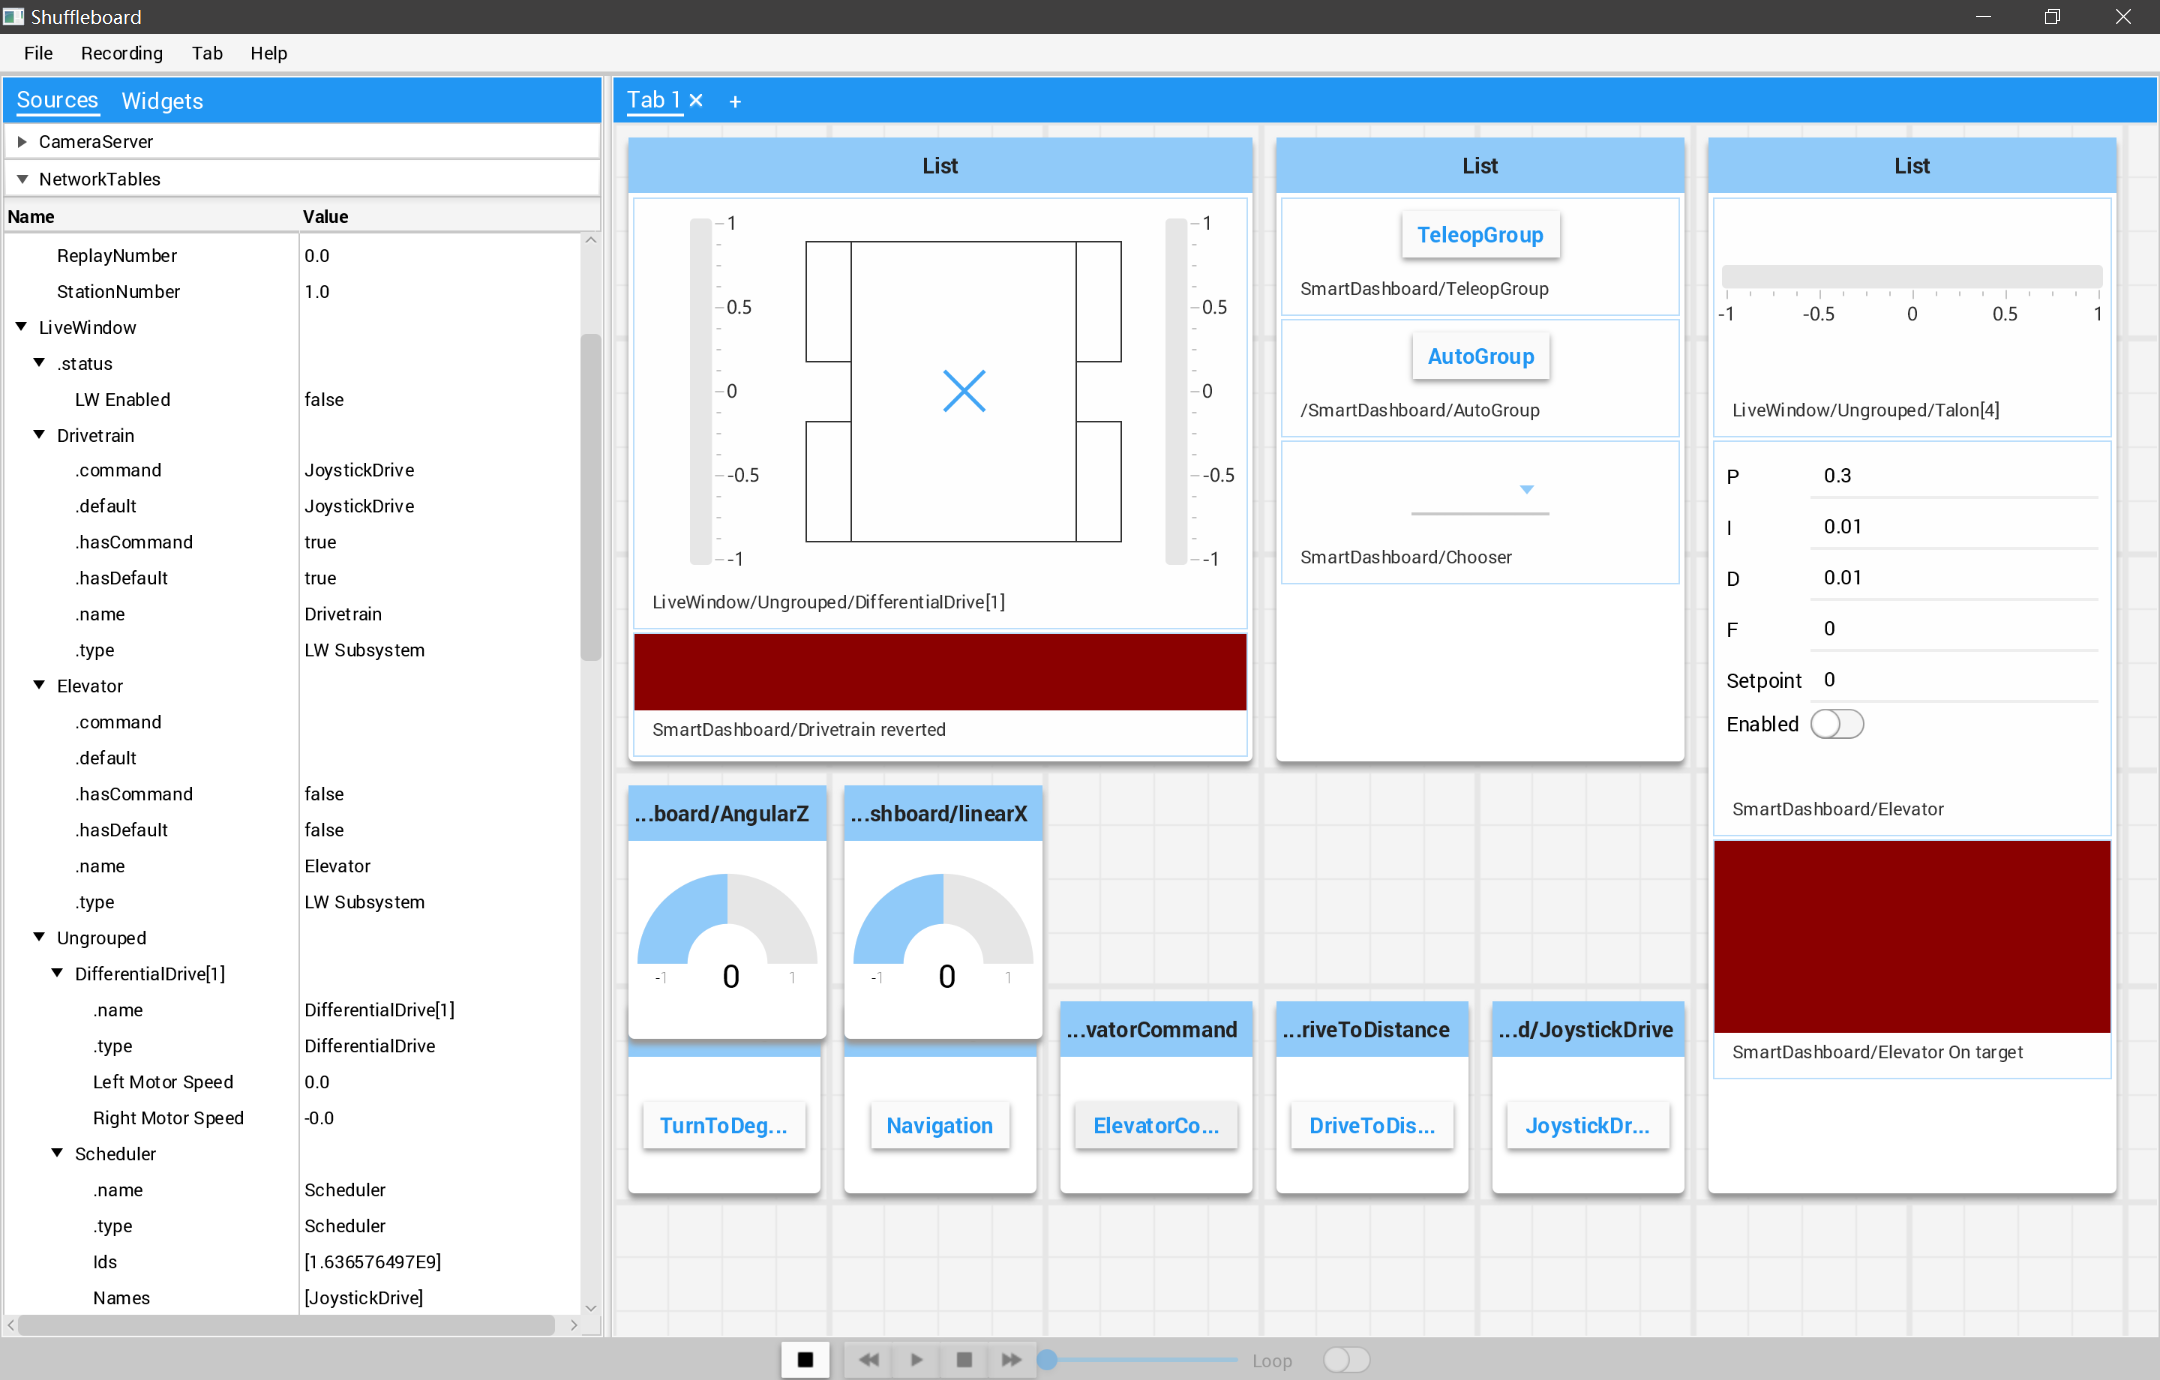 Shuffleboard
File Recording Tab Help
Sources Widgets
CameraServer
NetworkTables
Name Value
ReplayNumber 0.0
StationNumber 1.0
LiveWindow
.status
LW Enabled false
Drivetrain
.command JoystickDrive
.default JoystickDrive
.hasCommand true
.hasDefault true
.name Drivetrain
.type LW Subsystem
Elevator
.command
.default
.hasCommand false
.hasDefault false
.name Elevator
.type LW Subsystem
Ungrouped
DifferentialDrive[1]
.name DifferentialDrive[1]
.type DifferentialDrive
Left Motor Speed 0.0
Right Motor Speed -0.0
Scheduler
.name Scheduler
.type Scheduler
Ids [1.636576497E9]
Names [JoystickDrive]
Tab 1 +
List
1 1
0.5 0.5
0 0
-0.5 -0.5
-1 -1
LiveWindow/Ungrouped/DifferentialDrive[1]
SmartDashboard/Drivetrain reverted
List
TeleopGroup
SmartDashboard/TeleopGroup
AutoGroup
/SmartDashboard/AutoGroup
SmartDashboard/Chooser
List
-1 -0.5 0 0.5 1
LiveWindow/Ungrouped/Talon[4]
P 0.3
I 0.01
D 0.01
F 0
Setpoint 0
Enabled
SmartDashboard/Elevator
SmartDashboard/Elevator On target
...board/AngularZ
-1 0 1
...shboard/linearX
-1 0 1
TurnToDeg...
Navigation
...vatorCommand
ElevatorCo...
...riveToDistance
DriveToDis...
...d/JoystickDrive
JoystickDr...
Loop